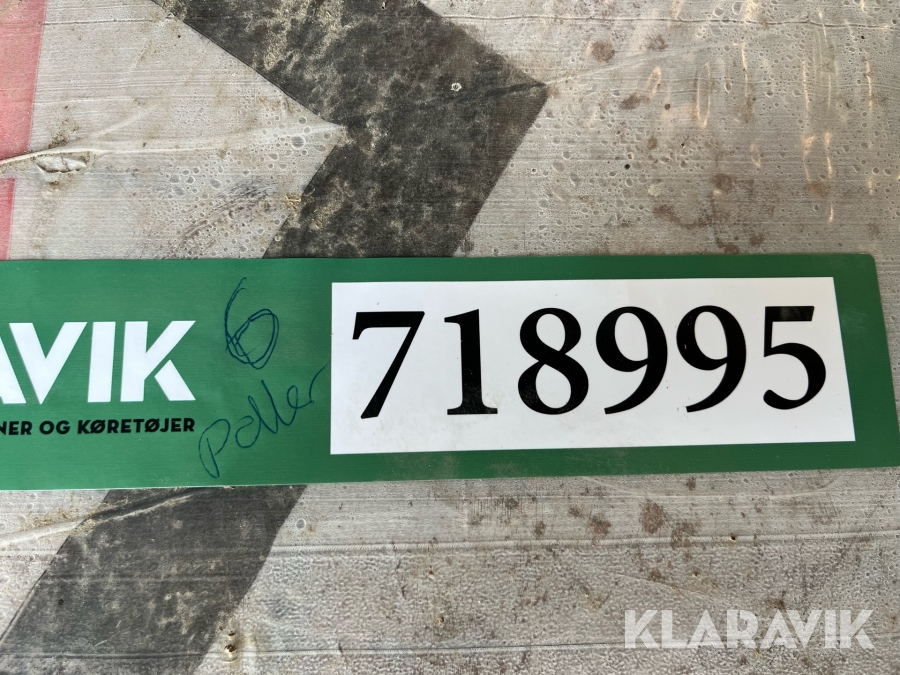 AVIK
NER OG KØRETØJER
6
Paller
718995
KLARAVIK